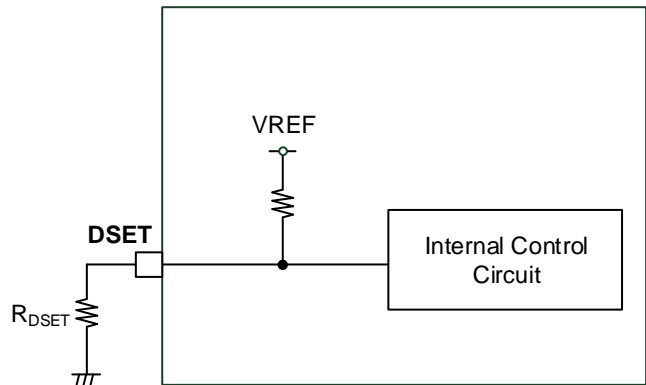 VREF
DSET
Internal Control
Circuit
RDSET